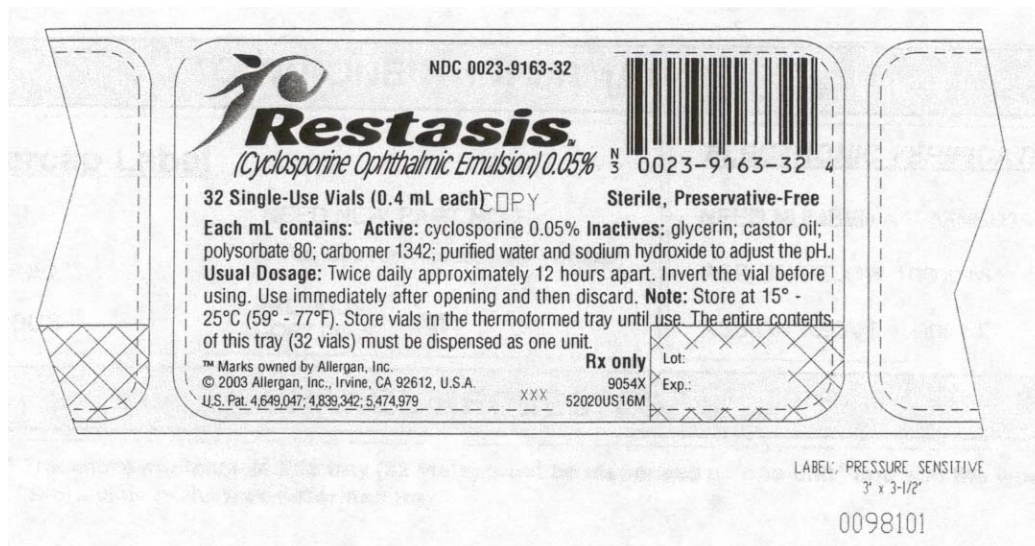 NDC 0023-9163-32
Restasis™
(Cyclosporine Ophthalmic Emulsion) 0.05%
N 3 0023-9163-32 4
32 Single-Use Vials (0.4 mL each) COPY Sterile, Preservative-Free
Each mL contains: Active: cyclosporine 0.05% Inactives: glycerin; castor oil;
polysorbate 80; carbomer 1342; purified water and sodium hydroxide to adjust the pH.
Usual Dosage: Twice daily approximately 12 hours apart. Invert the vial before
using. Use immediately after opening and then discard. Note: Store at 15° -
25°C (59° - 77°F). Store vials in the thermoformed tray until use. The entire contents
of this tray (32 vials) must be dispensed as one unit.
Rx only
™ Marks owned by Allergan, Inc.
© 2003 Allergan, Inc., Irvine, CA 92612, U.S.A. 9054X
U.S. Pat. 4,649,047; 4,839,342; 5,474,979 XXX 52020US16M
Lot:
Exp.:
LABEL, PRESSURE SENSITIVE
3" x 3-1/2"
0098101